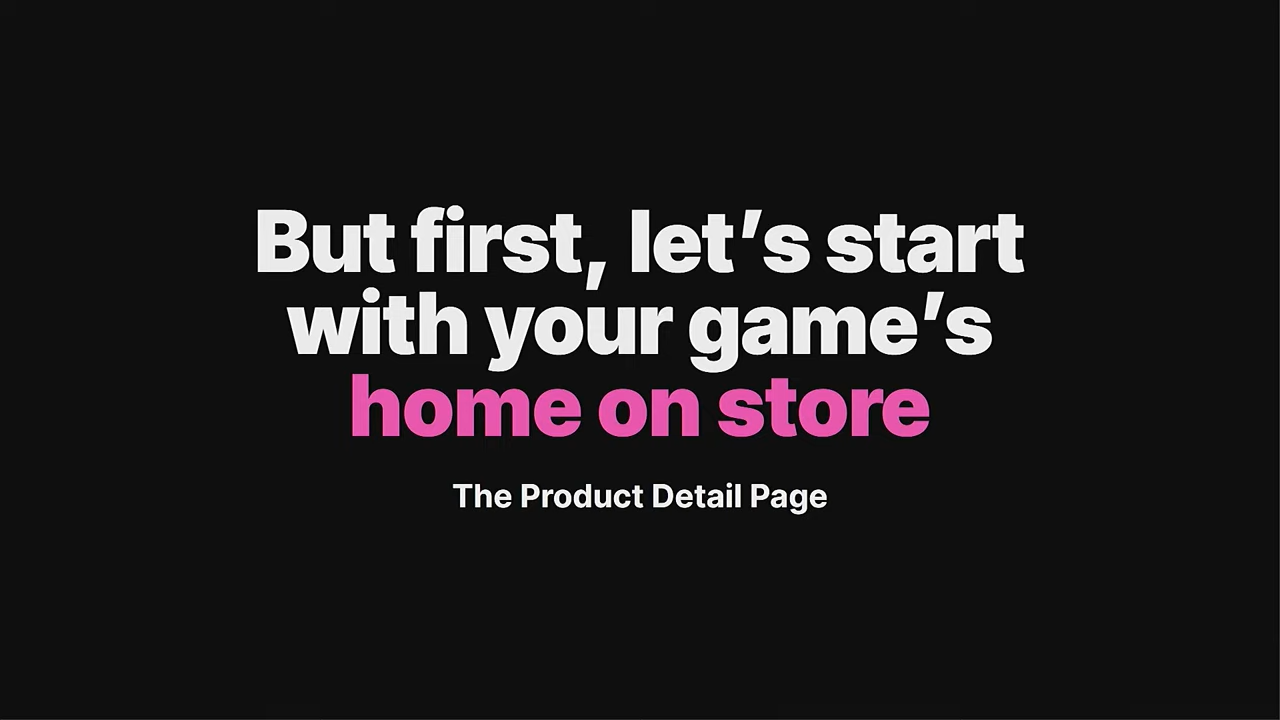 But first, let’s start
with your game’s
home on store
The Product Detail Page